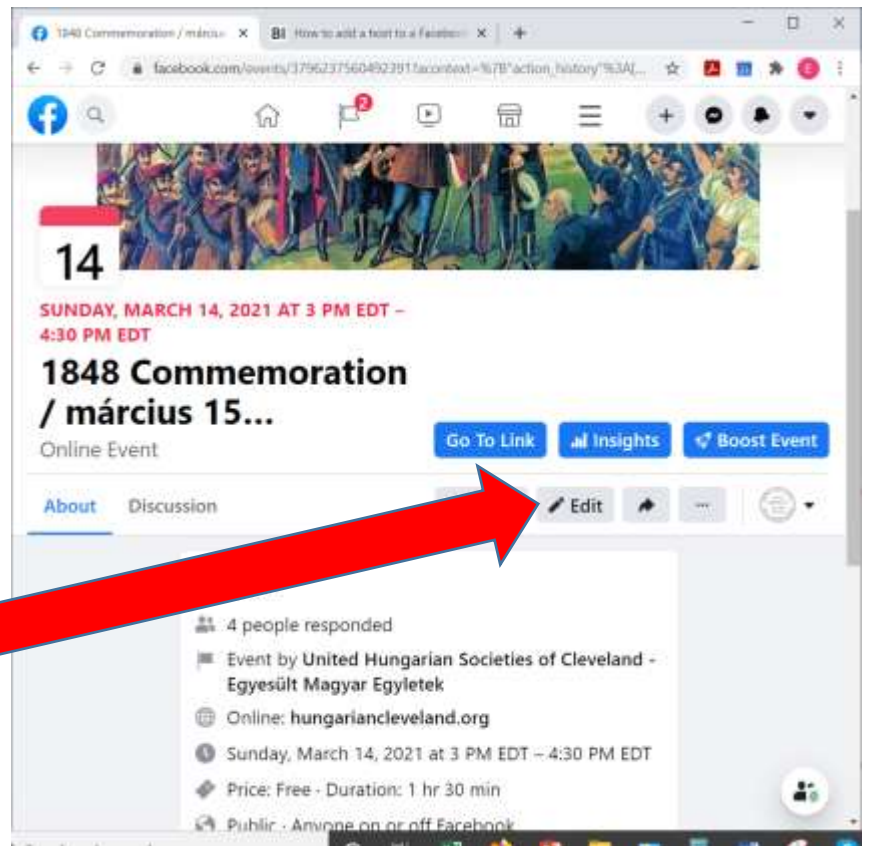 1848 Commemoration / márciu
BI How to add a host to a Faceboo
2
14
SUNDAY, MARCH 14, 2021 AT 3 PM EDT –
4:30 PM EDT
1848 Commemoration
/ március 15...
Online Event
Go To Link
Insights
Boost Event
About
Discussion
Edit
4 people responded
Event by United Hungarian Societies of Cleveland -
Egyesült Magyar Egyletek
Online: hungariancleveland.org
Sunday, March 14, 2021 at 3 PM EDT – 4:30 PM EDT
Price: Free · Duration: 1 hr 30 min
Public · Anyone on or off Facebook